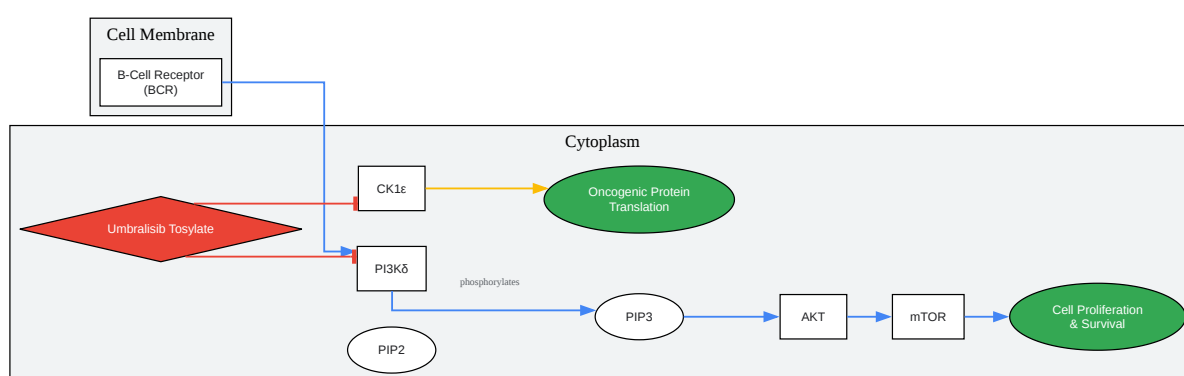 Cell Membrane
B-Cell Receptor
(BCR)
Cytoplasm
CK1ε
Oncogenic Protein
Translation
Umbralisib Tosylate
PI3Kδ
phosphorylates
PIP3
AKT
mTOR
Cell Proliferation
& Survival
PIP2